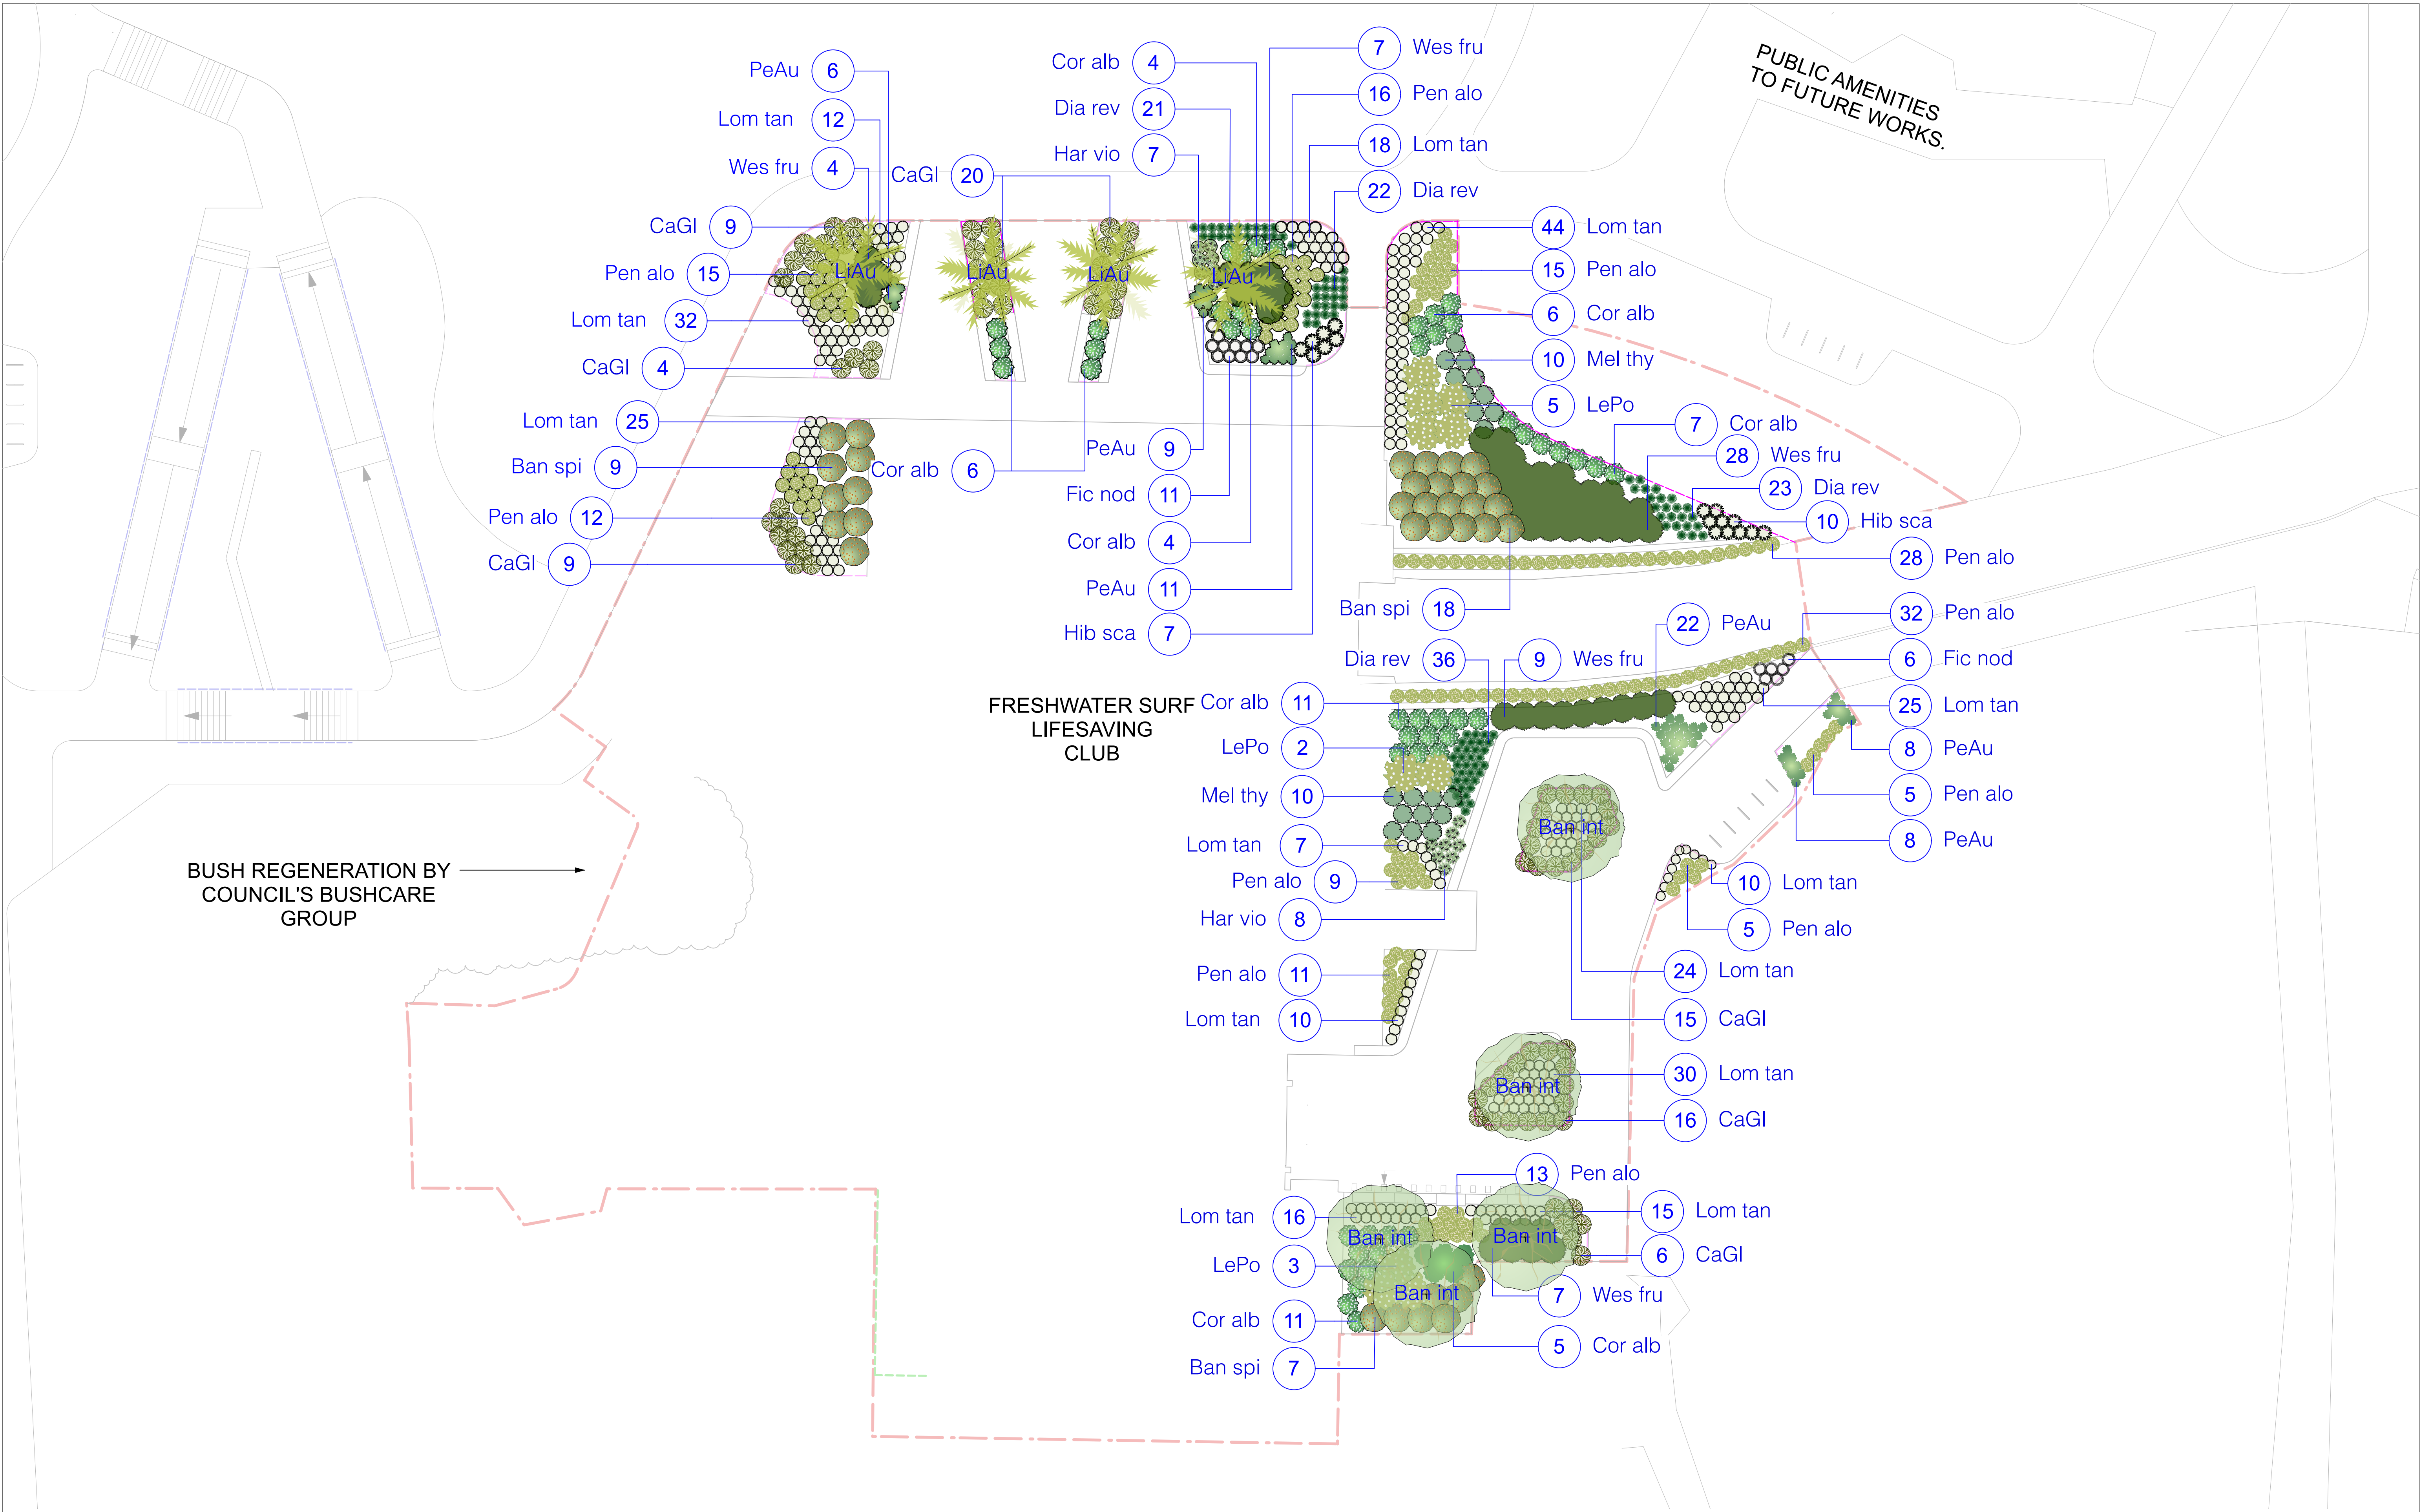 PUBLIC AMENITIES
TO FUTURE WORKS.
PeAu 6
Lom tan 12
Wes fru 4
CaGl 9
Pen alo 15
Lom tan 32
CaGl 4
Lom tan 25
Ban spi 9
Pen alo 12
CaGl 9
CaGl 20
Cor alb 6
LiAu
LiAu
LiAu
LiAu
Cor alb 4
Dia rev 21
Har vio 7
7 Wes fru
16 Pen alo
18 Lom tan
22 Dia rev
PeAu 9
Fic nod 11
Cor alb 4
PeAu 11
Hib sca 7
44 Lom tan
15 Pen alo
6 Cor alb
10 Mel thy
5 LePo
7 Cor alb
28 Wes fru
23 Dia rev
10 Hib sca
28 Pen alo
Ban spi 18
22 PeAu
32 Pen alo
Dia rev 36
9 Wes fru
6 Fic nod
25 Lom tan
8 PeAu
5 Pen alo
8 PeAu
FRESHWATER SURF
LIFESAVING
CLUB
Cor alb 11
LePo 2
Mel thy 10
Lom tan 7
Pen alo 9
Har vio 8
Ban int
10 Lom tan
5 Pen alo
24 Lom tan
15 CaGl
BUSH REGENERATION BY
COUNCIL'S BUSHCARE
GROUP
Pen alo 11
Lom tan 10
Ban int
30 Lom tan
16 CaGl
13 Pen alo
Lom tan 16
LePo 3
Cor alb 11
Ban spi 7
Ban int
Ban int
Ban int
15 Lom tan
6 CaGl
7 Wes fru
5 Cor alb